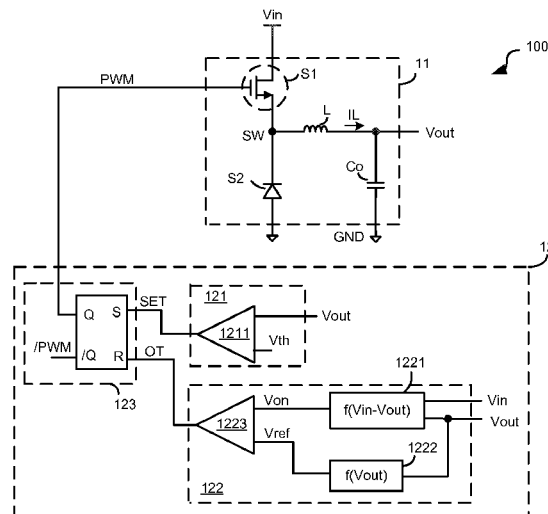 Vin
100
S1
11
PWM
L
IL
SW
Vout
S2
Co
GND
121
SET
Q
S
1211
Vout
Vth
/PWM
/Q
R
OT
1221
123
Von
f(Vin-Vout)
Vin
Vout
1223
Vref
1222
f(Vout)
122